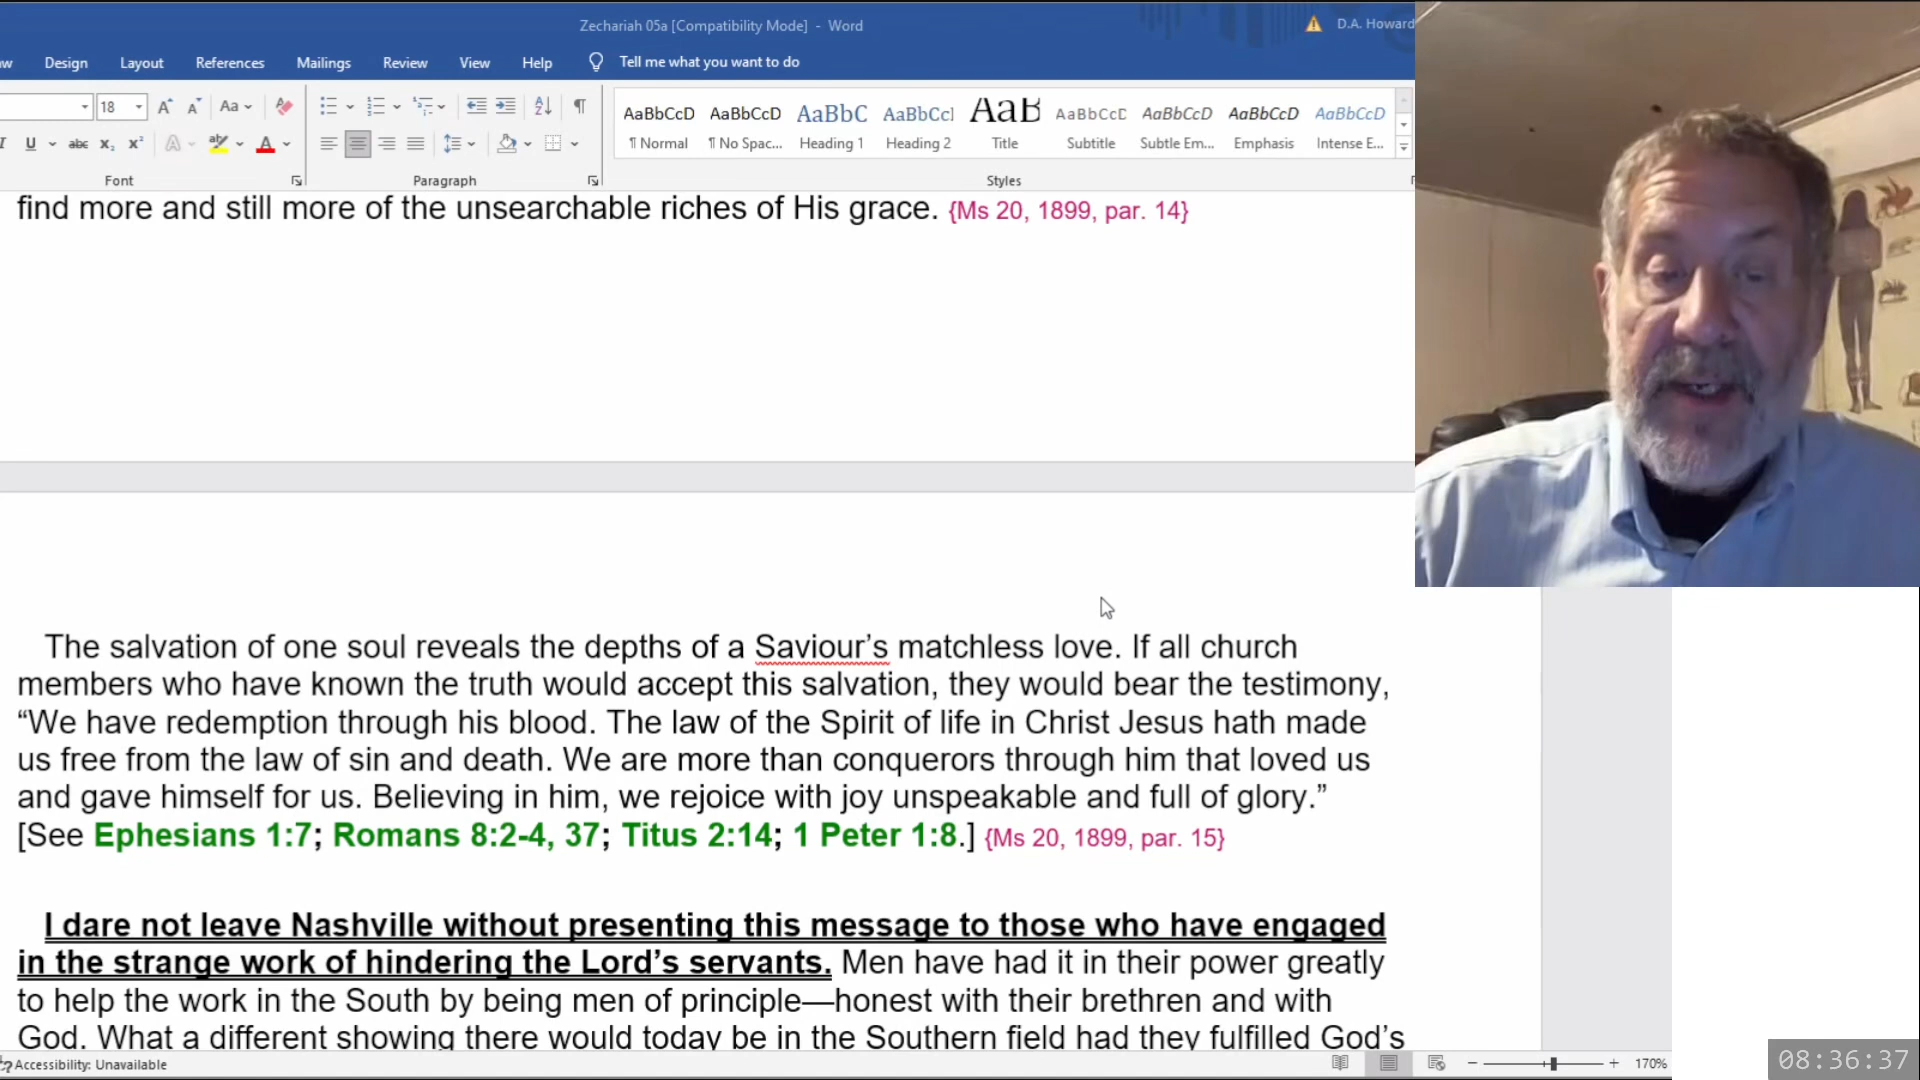 Zechariah 05a [Compatibility Mode] - Word
D.A. Howard
Design Layout References Mailings Review View Help Tell me what you want to do
18 Aa
AaBbCcD AaBbCcD AaBbC AaBbCcl AaB AaBbCcD AaBbCcD AaBbCcD AaBbCcD
¶ Normal ¶ No Spac... Heading 1 Heading 2 Title Subtitle Subtle Em... Emphasis Intense E...
Font Paragraph Styles
find more and still more of the unsearchable riches of His grace. {Ms 20, 1899, par. 14}
The salvation of one soul reveals the depths of a Saviour’s matchless love. If all church
members who have known the truth would accept this salvation, they would bear the testimony,
“We have redemption through his blood. The law of the Spirit of life in Christ Jesus hath made
us free from the law of sin and death. We are more than conquerors through him that loved us
and gave himself for us. Believing in him, we rejoice with joy unspeakable and full of glory.”
[See Ephesians 1:7; Romans 8:2-4, 37; Titus 2:14; 1 Peter 1:8.] {Ms 20, 1899, par. 15}
I dare not leave Nashville without presenting this message to those who have engaged
in the strange work of hindering the Lord’s servants. Men have had it in their power greatly
to help the work in the South by being men of principle—honest with their brethren and with
God. What a different showing there would today be in the Southern field had they fulfilled God’s
Accessibility: Unavailable
170%
08:36:37